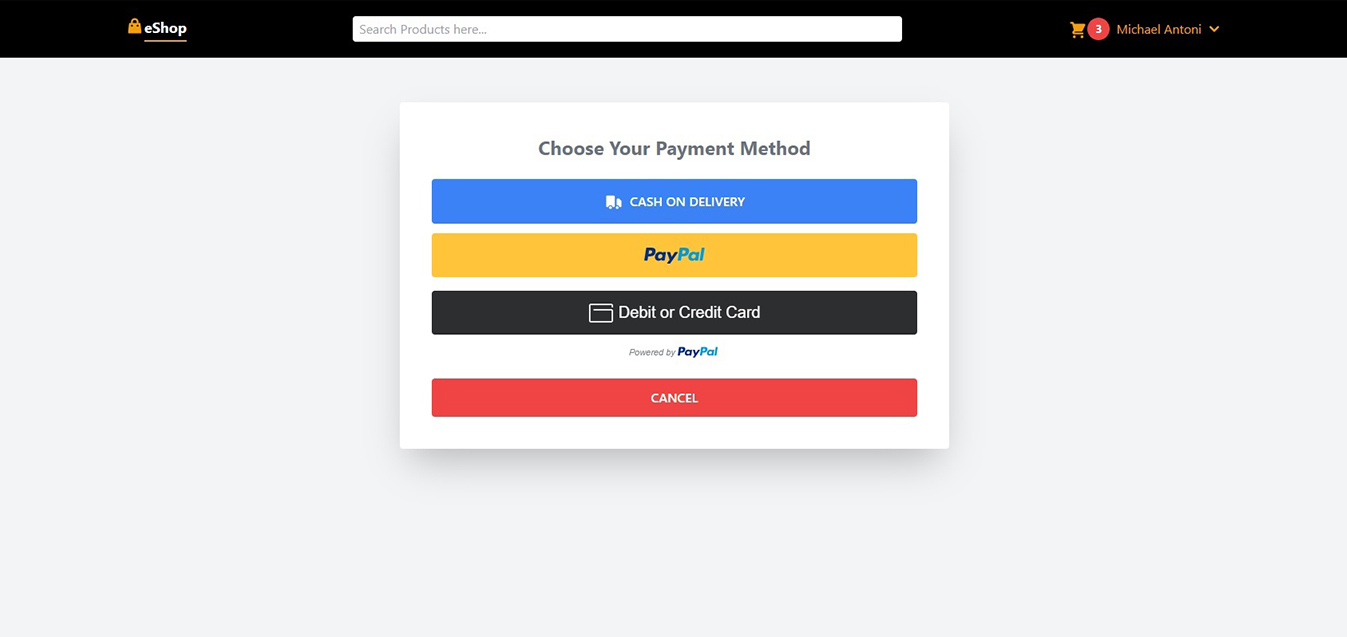 eShop
Search Products here...
3
Michael Antoni
Choose Your Payment Method
CASH ON DELIVERY
PayPal
Debit or Credit Card
Powered by PayPal
CANCEL